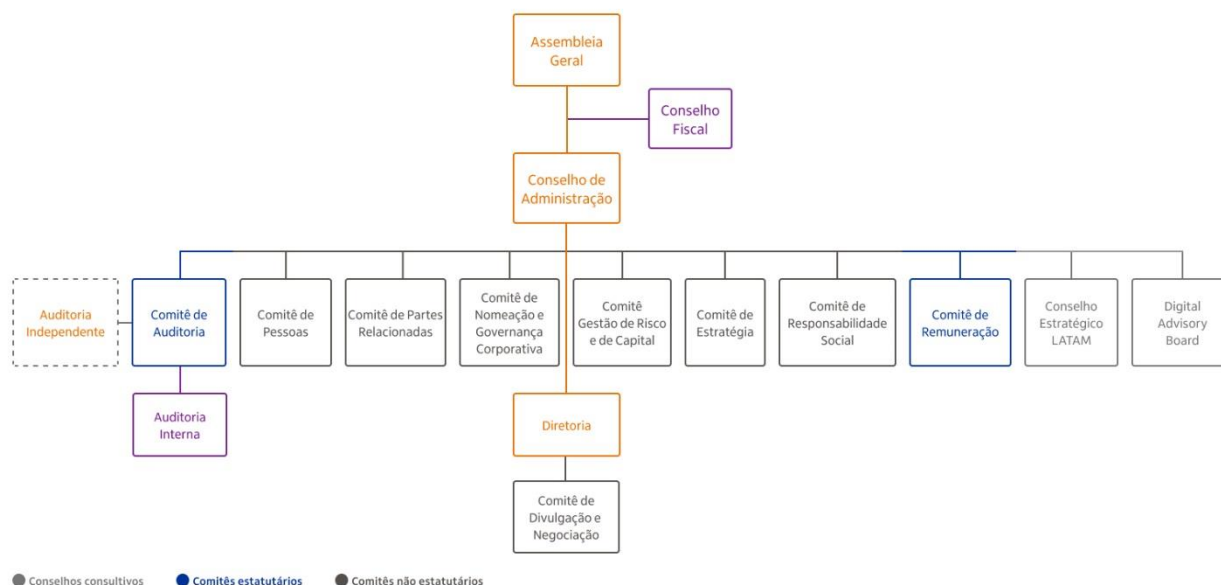 Assembleia
Geral
Conselho
Fiscal
Conselho de
Administração
Auditoria
Independente
Comitê de
Auditoria
Comitê de
Pessoas
Comitê de Partes
Relacionadas
Comitê de
Nomeação e
Governança
Corporativa
Comitê
Gestão de Risco
e de Capital
Comitê de
Estratégia
Comitê de
Responsabilidade
Social
Comitê de
Remuneração
Conselho
Estratégico
LATAM
Digital
Advisory
Board
Auditoria
Interna
Diretoria
Comitê de
Divulgação e
Negociação
Conselhos consultivos
Comitês estatutários
Comitês não estatutários